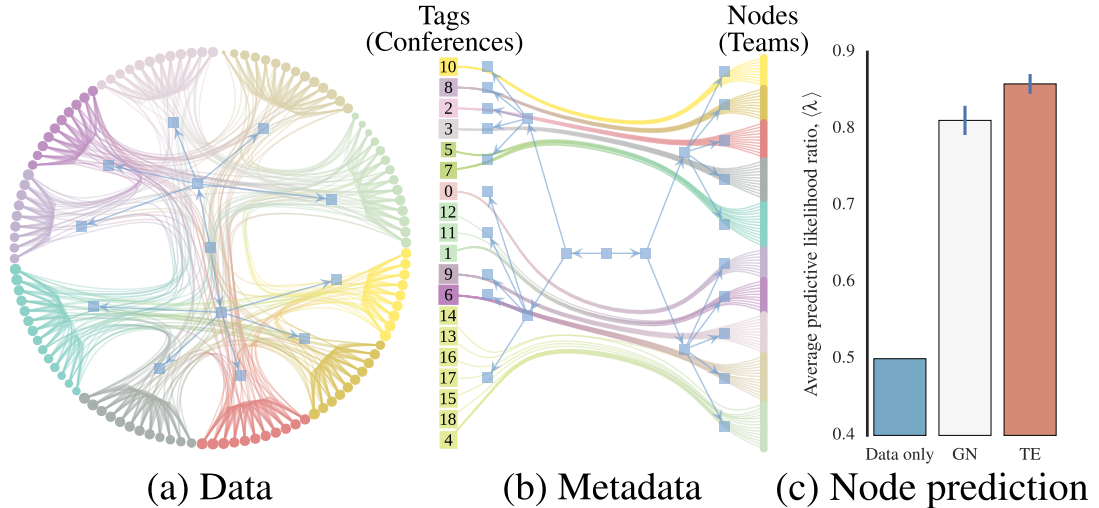 Tags
(Conferences)
Nodes
(Teams)
10
8
2
3
5
7
0
12
11
1
9
6
14
13
16
17
15
18
4
Average predictive likelihood ratio, ⟨λ⟩
0.9
0.8
0.7
0.6
0.5
0.4
Data only
GN
TE
(a) Data
(b) Metadata
(c) Node prediction